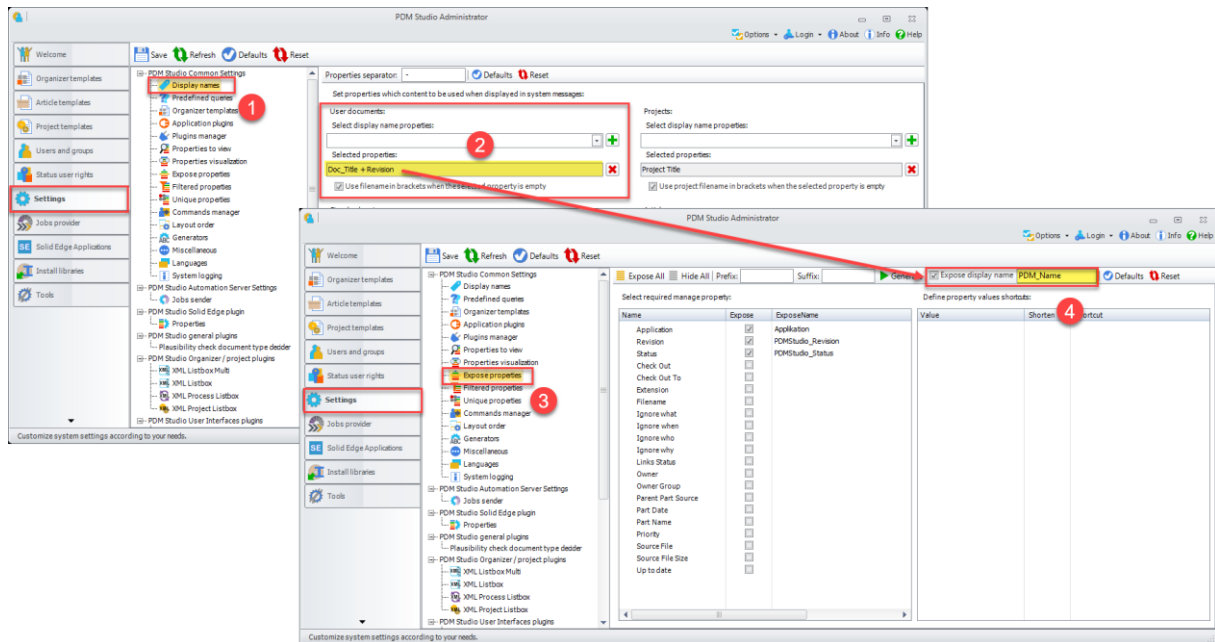 PDM Studio Administrator
Options Login About Info Help
Welcome
Organizer templates
Article templates
Project templates
Users and groups
Status user rights
Settings
Jobs provider
Solid Edge Applications
Install libraries
Tools
Save Refresh Defaults Reset
PDM Studio Common Settings
Display names
Predefined queries
Organizer templates
Application plugins
Plugins manager
Properties to view
Properties visualization
Expose properties
Filtered properties
Unique properties
Commands manager
Layout order
Generators
Miscellaneous
Languages
System logging
PDM Studio Automation Server Settings
Jobs sender
PDM Studio Solid Edge plugin
Properties
PDM Studio general plugins
Plausibility check document type dedder
PDM Studio Organizer / project plugins
XML Listbox Multi
XML Listbox
XML Process Listbox
XML Project Listbox
PDM Studio User Interfaces plugins
1
Properties separator: - Defaults Reset
Set properties which content to be used when displayed in system messages:
User documents:
Select display name properties:
2
Selected properties:
Doc_Title + Revision
Use filename in brackets when the selected property is empty
Projects:
Select display name properties:
Selected properties:
Project Title
Use project filename in brackets when the selected property is empty
Customize system settings according to your needs.
PDM Studio Administrator
Options Login About Info Help
Welcome
Organizer templates
Article templates
Project templates
Users and groups
Status user rights
Settings
Jobs provider
SE Solid Edge Applications
Install libraries
Tools
Save Refresh Defaults Reset
PDM Studio Common Settings
Display names
Predefined queries
Organizer templates
Application plugins
Plugins manager
Properties to view
Properties visualization
Expose properties
Filtered properties
Unique properties
Commands manager
Layout order
Generators
Miscellaneous
Languages
System logging
PDM Studio Automation Server Settings
Jobs sender
PDM Studio Solid Edge plugin
Properties
PDM Studio general plugins
Plausibility check document type dedder
PDM Studio Organizer / project plugins
XML Listbox Multi
XML Listbox
XML Process Listbox
XML Project Listbox
PDM Studio User Interfaces plugins
3
Expose All Hide All Prefix: Suffix: Expose display name PDM_Name Defaults Reset
Select required manage property:
Name Expose ExposeName
Application Applikation
Revision PDMStudio_Revision
Status PDMStudio_Status
Check Out
Check Out To
Extension
Filename
Ignore what
Ignore when
Ignore who
Ignore why
Links Status
Owner
Owner Group
Parent Part Source
Part Date
Part Name
Priority
Source File
Source File Size
Up to date
Define property values shortcuts:
Value Shorten
4
Customize system settings according to your needs.